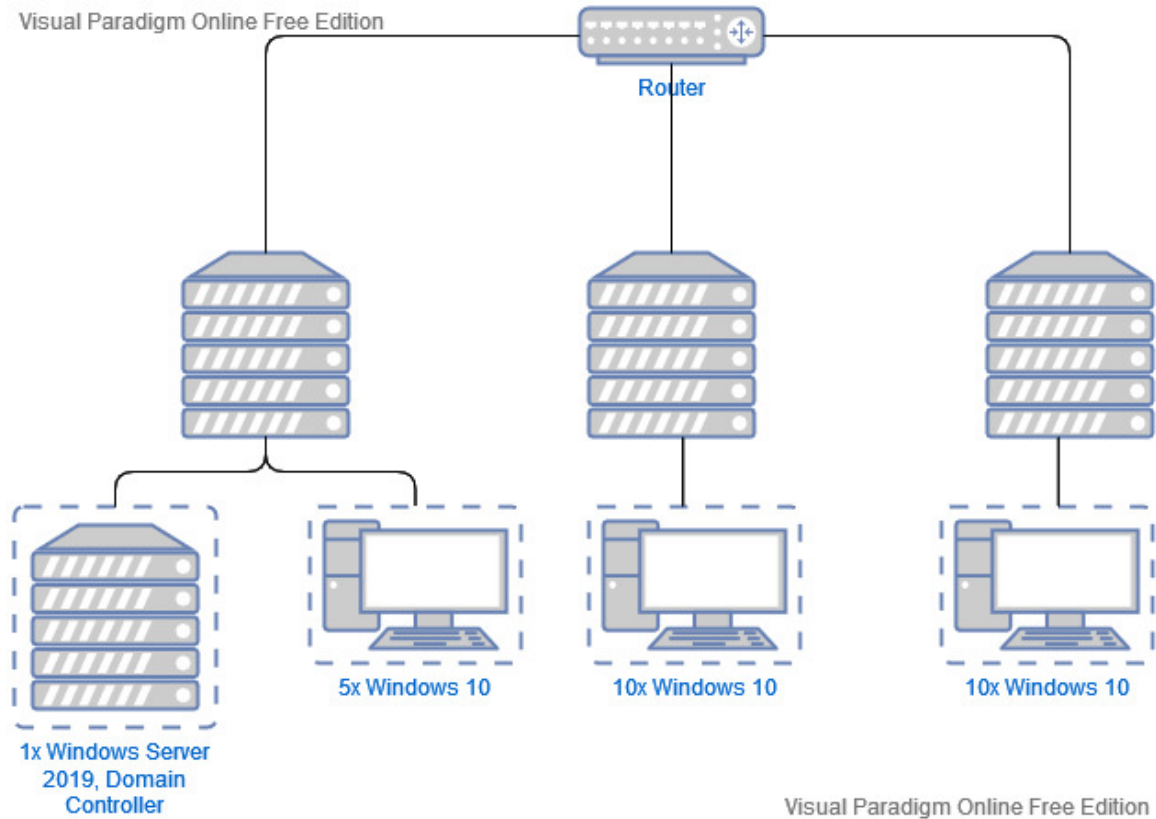 Visual Paradigm Online Free Edition
Router
5x Windows 10
10x Windows 10
10x Windows 10
1x Windows Server
2019, Domain
Controller
Visual Paradigm Online Free Edition